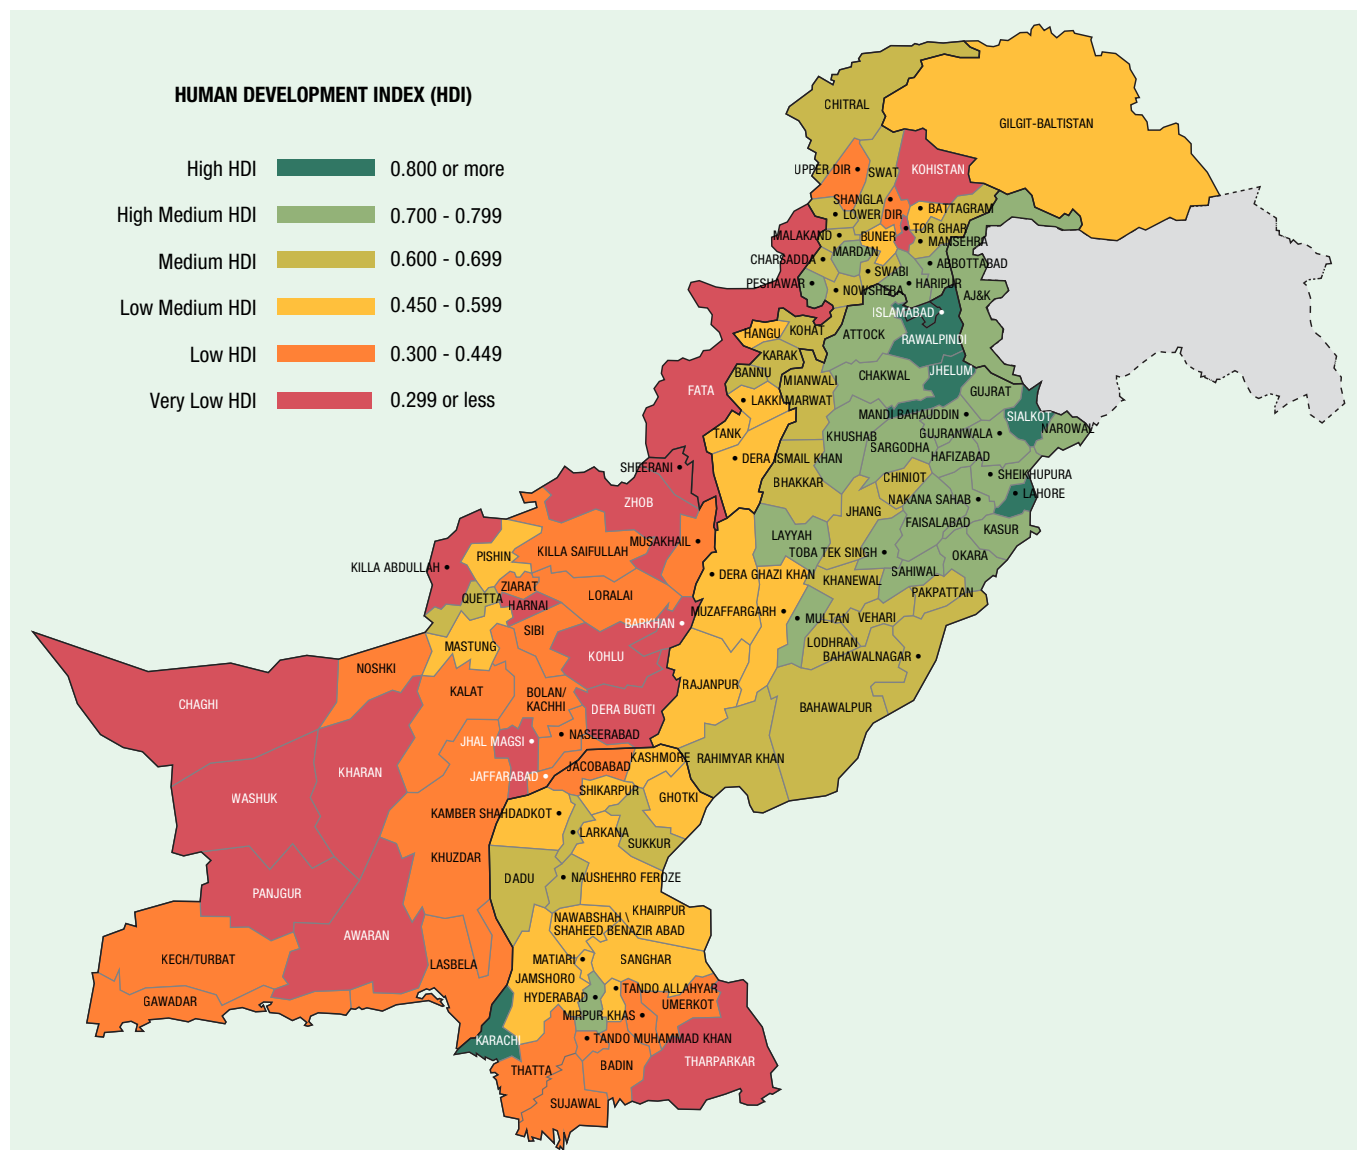 HUMAN DEVELOPMENT INDEX (HDI)
High HDI 0.800 or more
High Medium HDI 0.700 - 0.799
Medium HDI 0.600 - 0.699
Low Medium HDI 0.450 - 0.599
Low HDI 0.300 - 0.449
Very Low HDI 0.299 or less
CHITRAL
GILGIT-BALTISTAN
UPPER DIR
SWAT
KOHISTAN
SHANGLA
BATTAGRAM
LOWER DIR
TOR GHAR
MALAKAND
BUNER
MANSEHRA
MARDAN
CHARSADDA
ABBOTTABAD
SWABI
PESHAWAR
HARIPUR
NOWSHERA
AJ&K
ISLAMABAD
HANGU
KOHAT
ATTOCK
RAWALPINDI
KARAK
BANNU
JHELUM
MIANWALI
CHAKWAL
FATA
GUJRAT
LAKKI MARWAT
MANDI BAHAUDDIN
SIALKOT
NAROWAL
TANK
KHUSHAB
GUJRANWALA
SARGODHA
HAFIZABAD
DERA ISMAIL KHAN
SHEERANI
SHEIKHUPURA
BHAKKAR
CHINIOT
LAHORE
ZHOB
NAKANA SAHAB
JHANG
FAISALABAD
KASUR
LAYYAH
MUSAKHAIL
KILLA SAIFULLAH
TOBA TEK SINGH
PISHIN
OKARA
KILLA ABDULLAH
DERA GHAZI KHAN
SAHIWAL
KHANEWAL
ZIARAT
LORALAI
PAKPATTAN
QUETTA
HARNAI
MUZAFFARGARH
MULTAN
VEHARI
BARKHAN
SIBI
LODHRAN
MASTUNG
KOHLU
BAHAWALNAGAR
NOSHKI
RAJANPUR
KALAT
BOLAN/
KACHHI
CHAGHI
DERA BUGTI
BAHAWALPUR
NASEERABAD
JHAL MAGSI
KASHMORE
RAHIMYAR KHAN
JACOBABAD
KHARAN
JAFFARABAD
SHIKARPUR
WASHUK
GHOTKI
KAMBER SHAHDADKOT
LARKANA
SUKKUR
KHUZDAR
DADU
NAUSHEHRO FEROZE
PANJGUR
KHAIRPUR
NAWABSHAH \
SHAHEED BENAZIR ABAD
AWARAN
KECH/TURBAT
MATIARI
SANGHAR
LASBELA
JAMSHORO
TANDO ALLAHYAR
HYDERABAD
GAWADAR
UMERKOT
MIRPUR KHAS
KARACHI
TANDO MUHAMMAD KHAN
THARPARKAR
BADIN
THATTA
SUJAWAL